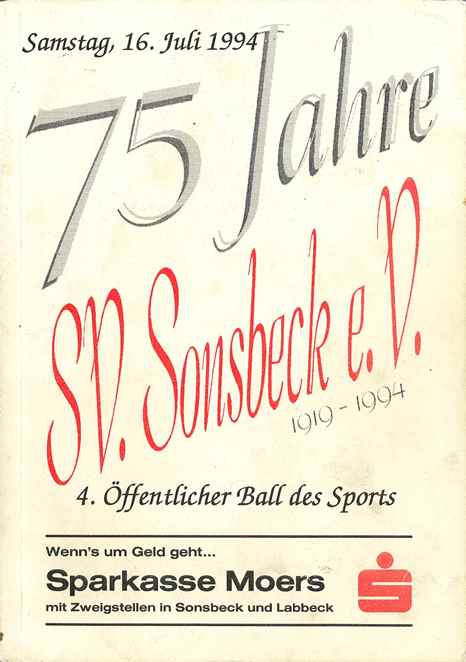 Samstag, 16. Juli 1994
75 Jahre
SV. Sonsbeck e. V.
1919 - 1994
4. Öffentlicher Ball des Sports
Wenn's um Geld geht...
Sparkasse Moers
mit Zweigstellen in Sonsbeck und Labbeck